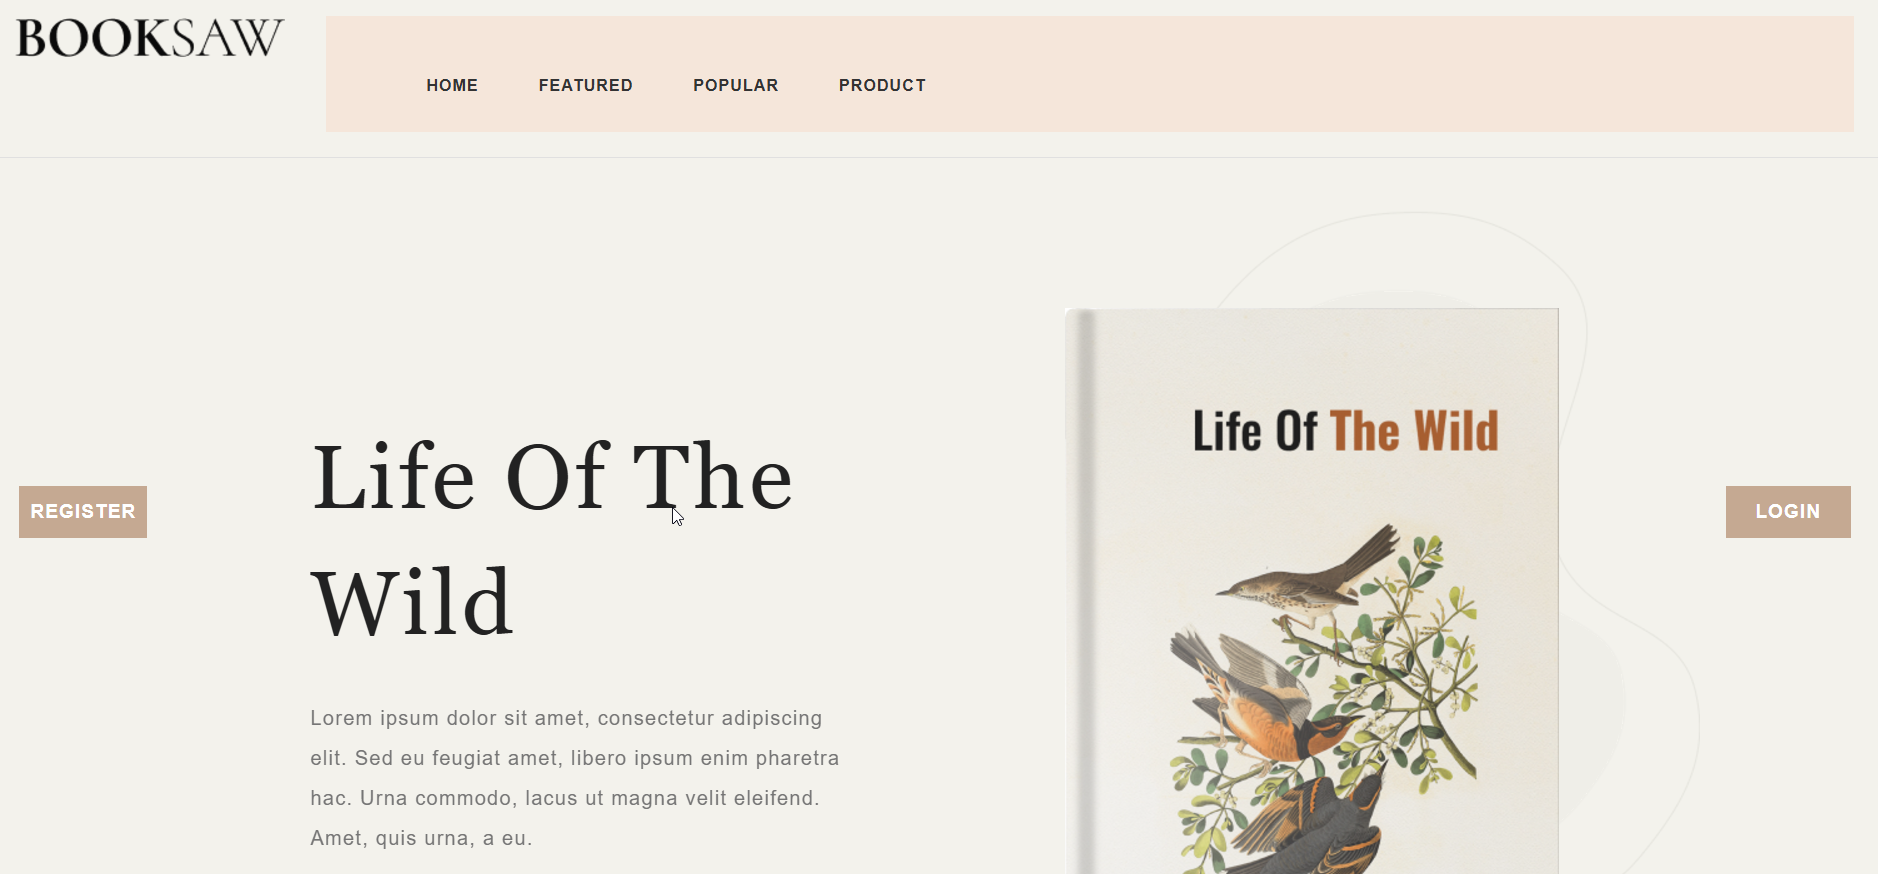 BOOKSAW
HOME FEATURED POPULAR PRODUCT
Life Of The
Wild
Lorem ipsum dolor sit amet, consectetur adipiscing
elit. Sed eu feugiat amet, libero ipsum enim pharetra
hac. Urna commodo, lacus ut magna velit eleifend.
Amet, quis urna, a eu.
REGISTER
Life Of The Wild
LOGIN